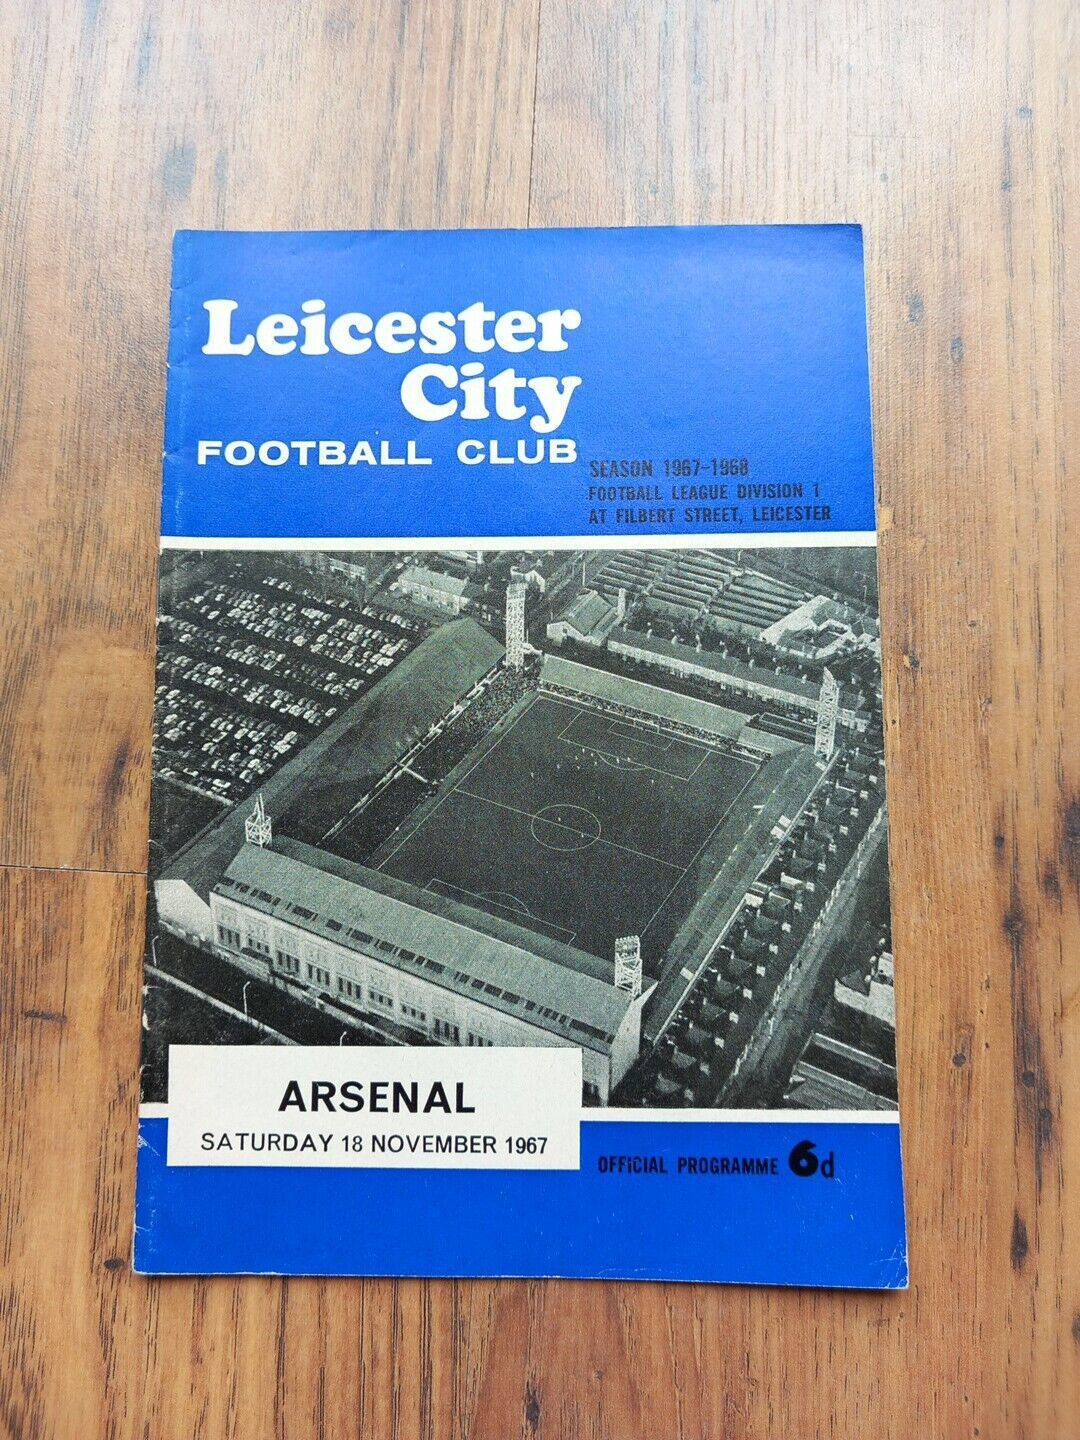 Leicester
City
FOOTBALL CLUB
SEASON 1967-1968
FOOTBALL LEAGUE DIVISION 1
AT FILBERT STREET, LEICESTER
ARSENAL
SATURDAY 18 NOVEMBER 1967
OFFICIAL PROGRAMME 6d